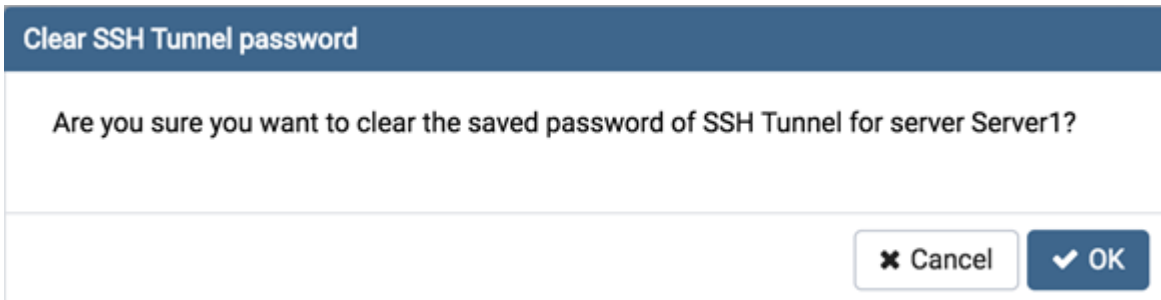 Clear SSH Tunnel password
Are you sure you want to clear the saved password of SSH Tunnel for server Server1?
Cancel
OK